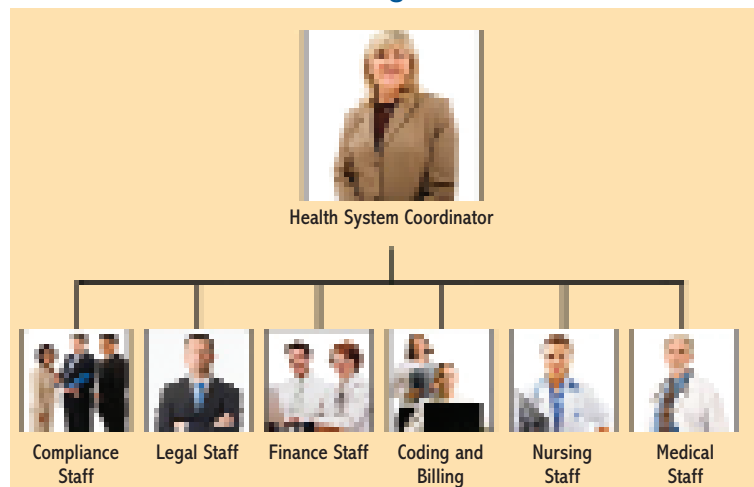 Health System Coordinator
Compliance Staff
Legal Staff
Finance Staff
Coding and Billing
Nursing Staff
Medical Staff